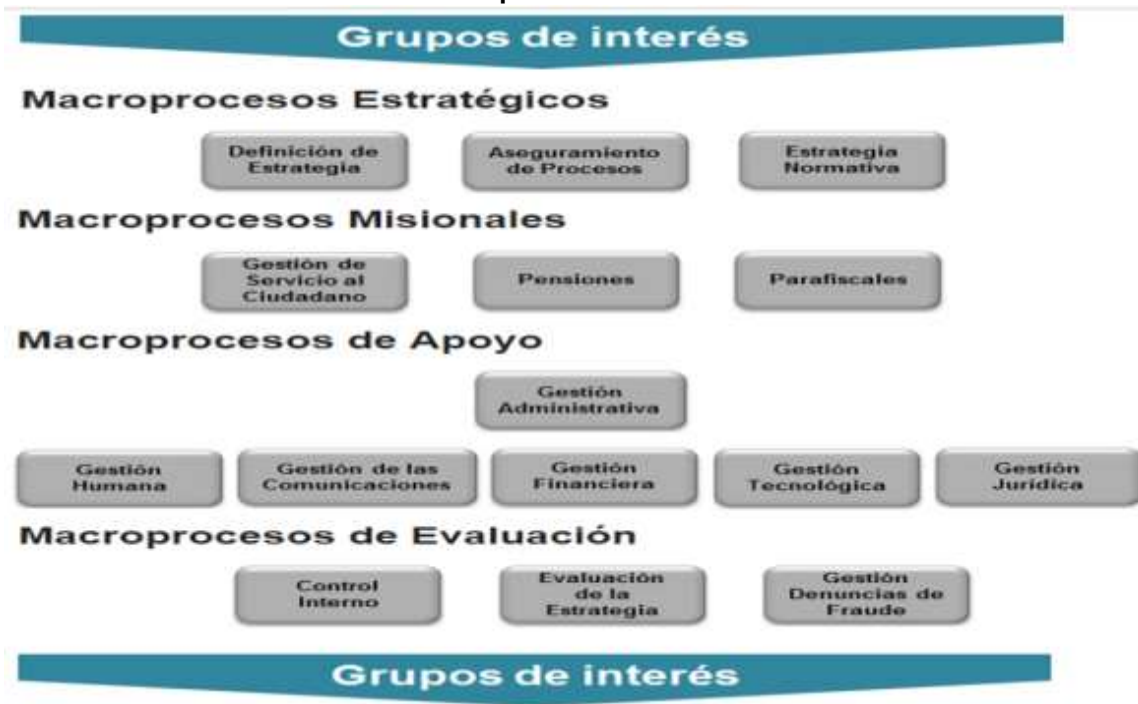 Grupos de interés
Macroprocesos Estratégicos
Definición de
Estrategia
Aseguramiento
de Procesos
Estrategia
Normativa
Macroprocesos Misionales
Gestión de
Servicio al
Ciudadano
Pensiones
Parafiscales
Macroprocesos de Apoyo
Gestión
Administrativa
Gestión
Humana
Gestión de las
Comunicaciones
Gestión
Financiera
Gestión
Tecnológica
Gestión
Jurídica
Macroprocesos de Evaluación
Control
Interno
Evaluación
de la
Estrategia
Gestión
Denuncias de
Fraude
Grupos de interés